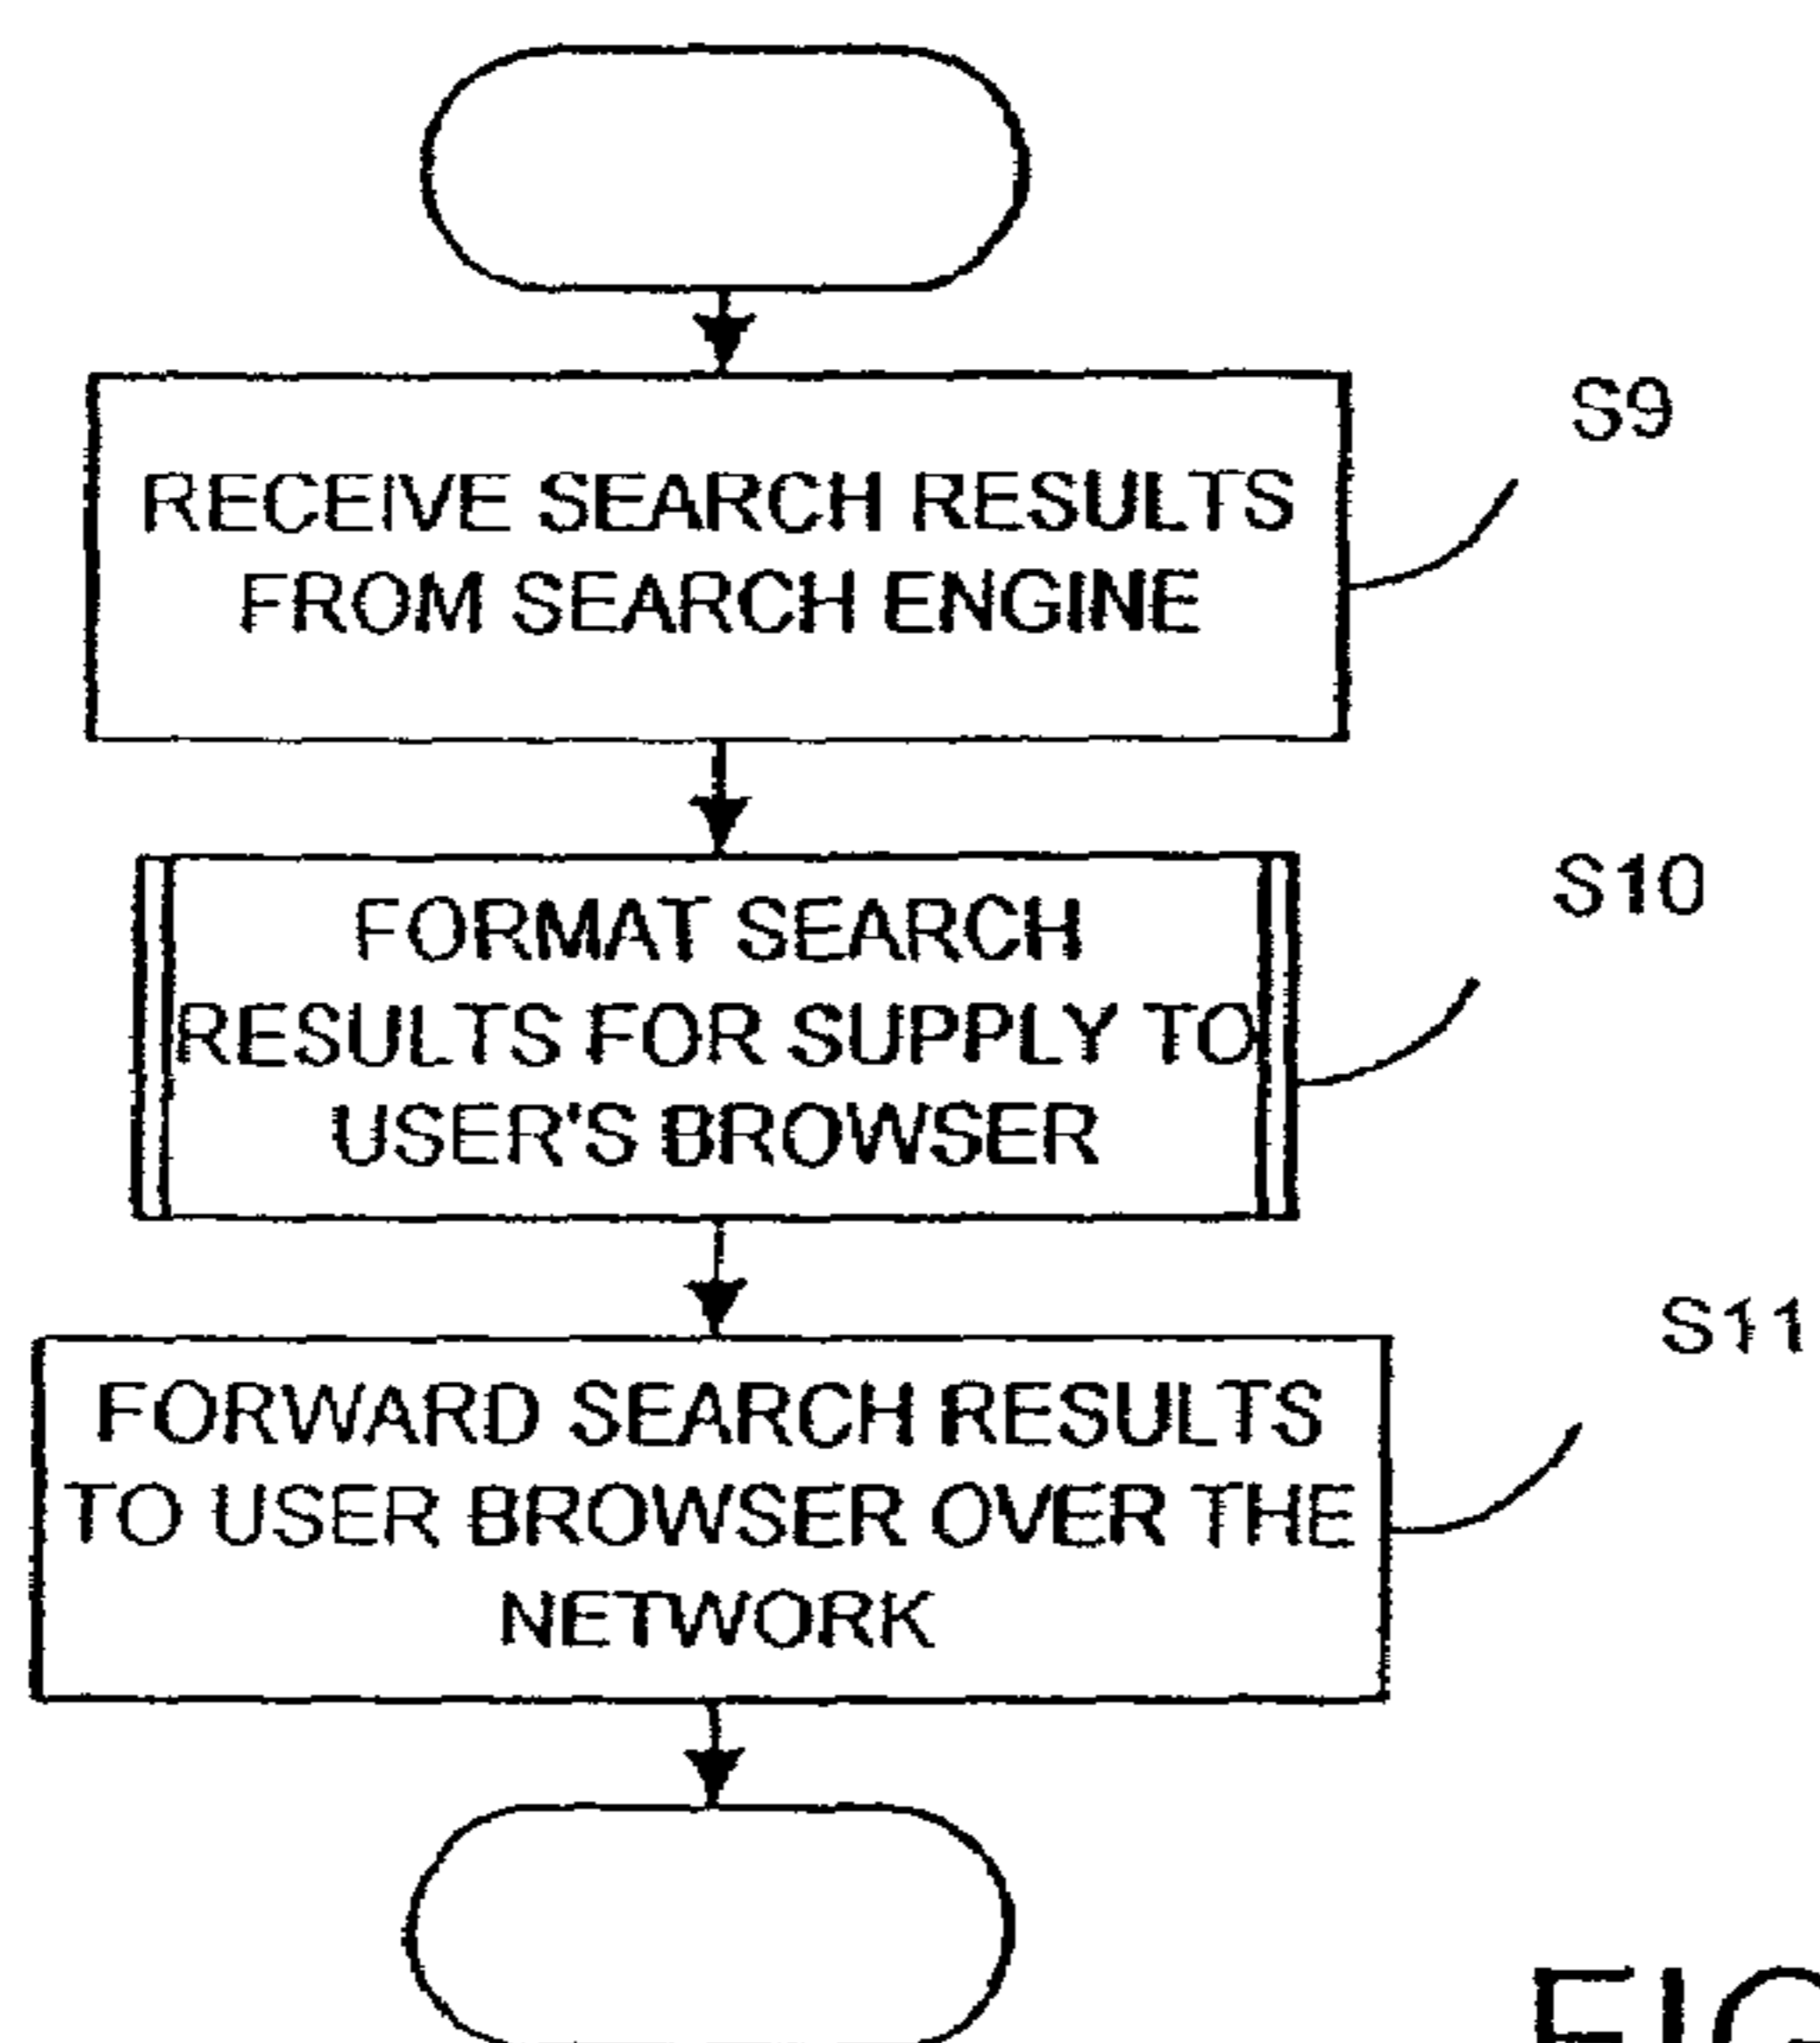 S9
RECEIVE SEARCH RESULTS
FROM SEARCH ENGINE
S10
FORMAT SEARCH
RESULTS FOR SUPPLY TO
USER'S BROWSER
S11
FORWARD SEARCH RESULTS
TO USER BROWSER OVER THE
NETWORK